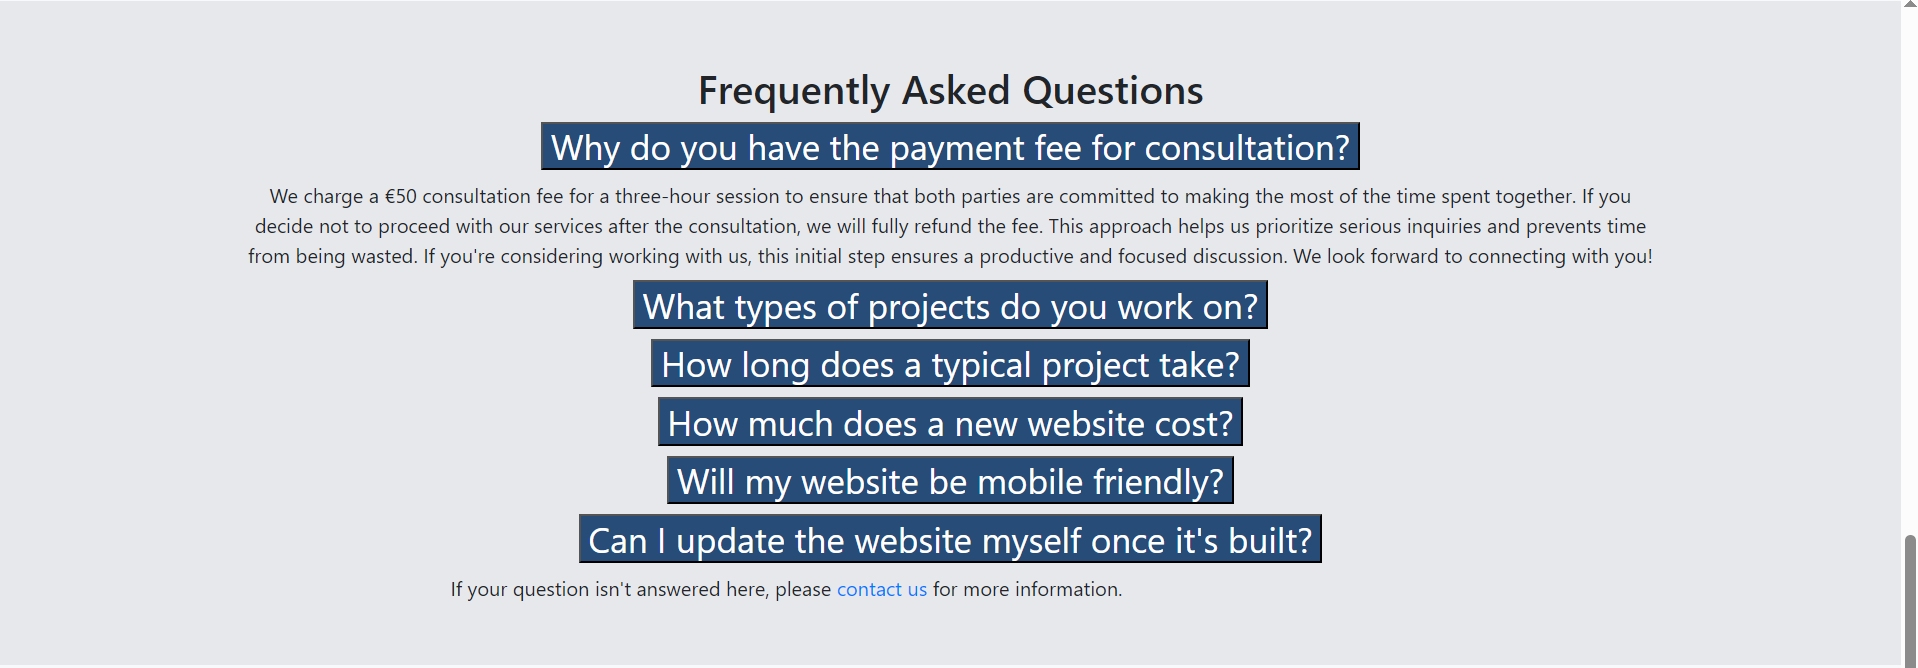 Frequently Asked Questions
Why do you have the payment fee for consultation?
We charge a €50 consultation fee for a three-hour session to ensure that both parties are committed to making the most of the time spent together. If you
decide not to proceed with our services after the consultation, we will fully refund the fee. This approach helps us prioritize serious inquiries and prevents time
from being wasted. If you're considering working with us, this initial step ensures a productive and focused discussion. We look forward to connecting with you!
What types of projects do you work on?
How long does a typical project take?
How much does a new website cost?
Will my website be mobile friendly?
Can I update the website myself once it's built?
If your question isn't answered here, please contact us for more information.